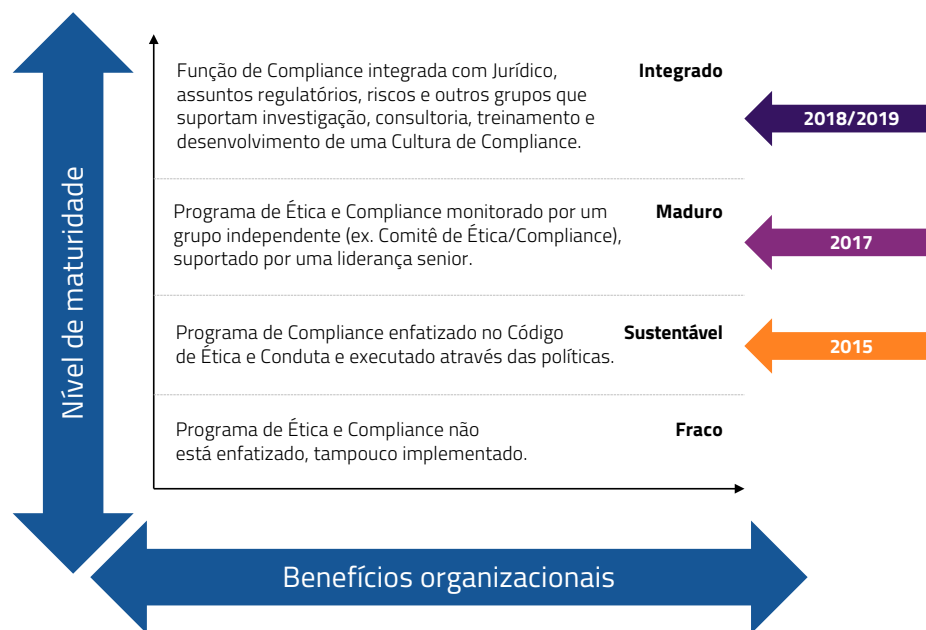 Nível de maturidade
Função de Compliance integrada com Jurídico,
assuntos regulatórios, riscos e outros grupos que
suportam investigação, consultoria, treinamento e
desenvolvimento de uma Cultura de Compliance.
Integrado
2018/2019
Programa de Ética e Compliance monitorado por um
grupo independente (ex. Comitê de Ética/Compliance),
suportado por uma liderança senior.
Maduro
2017
Programa de Compliance enfatizado no Código
de Ética e Conduta e executado através das políticas.
Sustentável
2015
Programa de Ética e Compliance não
está enfatizado, tampouco implementado.
Fraco
Benefícios organizacionais